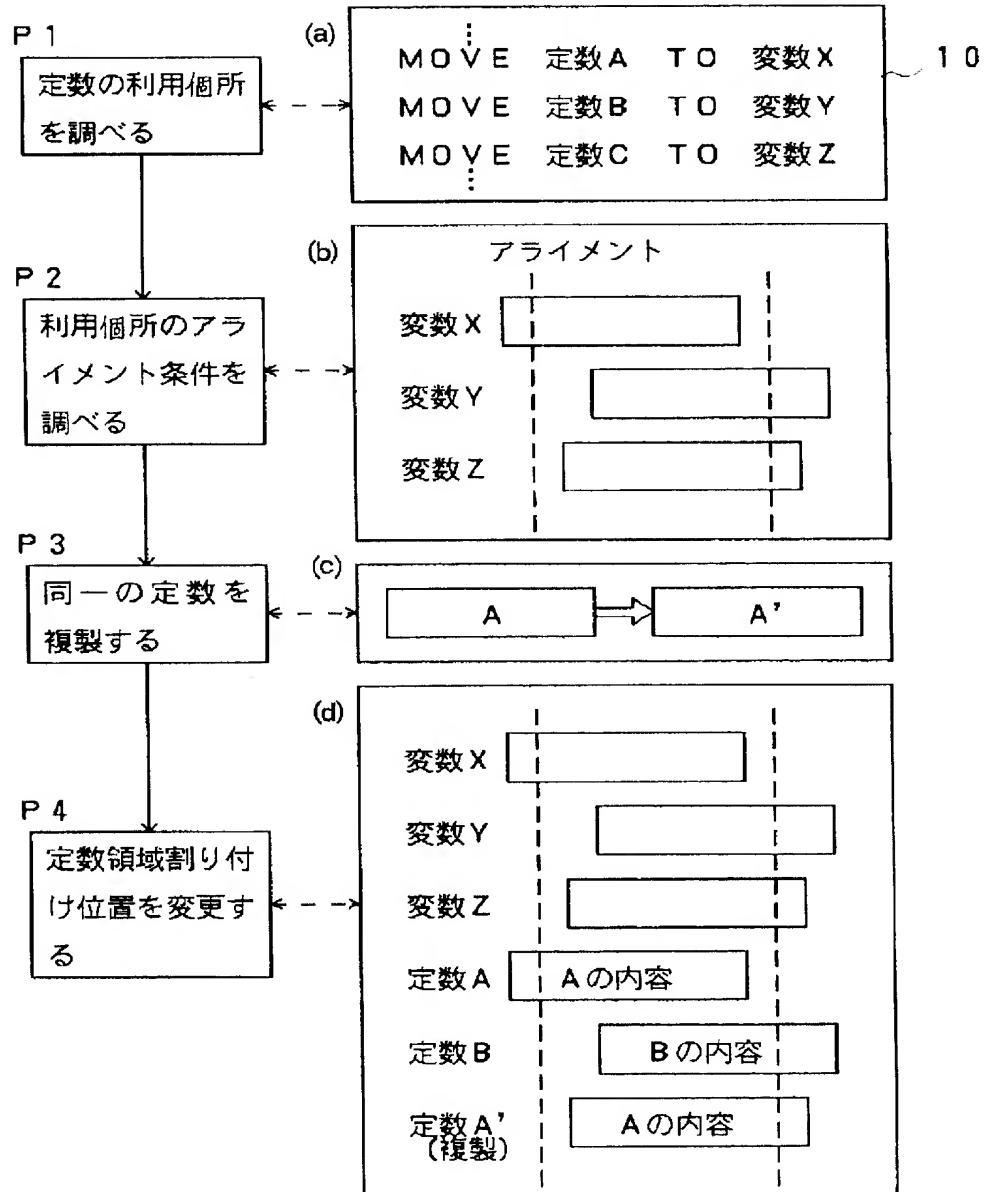 P1
定数の利用個所
を調べる
(a)
MOVE 定数A TO 変数X
MOVE 定数B TO 変数Y
MOVE 定数C TO 変数Z
10
P2
利用個所のアラ
イメント条件を
調べる
(b)
アライメント
変数X
変数Y
変数Z
P3
同一の定数を
複製する
(c)
A
A'
P4
定数領域割り付
け位置を変更す
る
(d)
変数X
変数Y
変数Z
定数A Aの内容
定数B Bの内容
定数A' Aの内容
(複製)